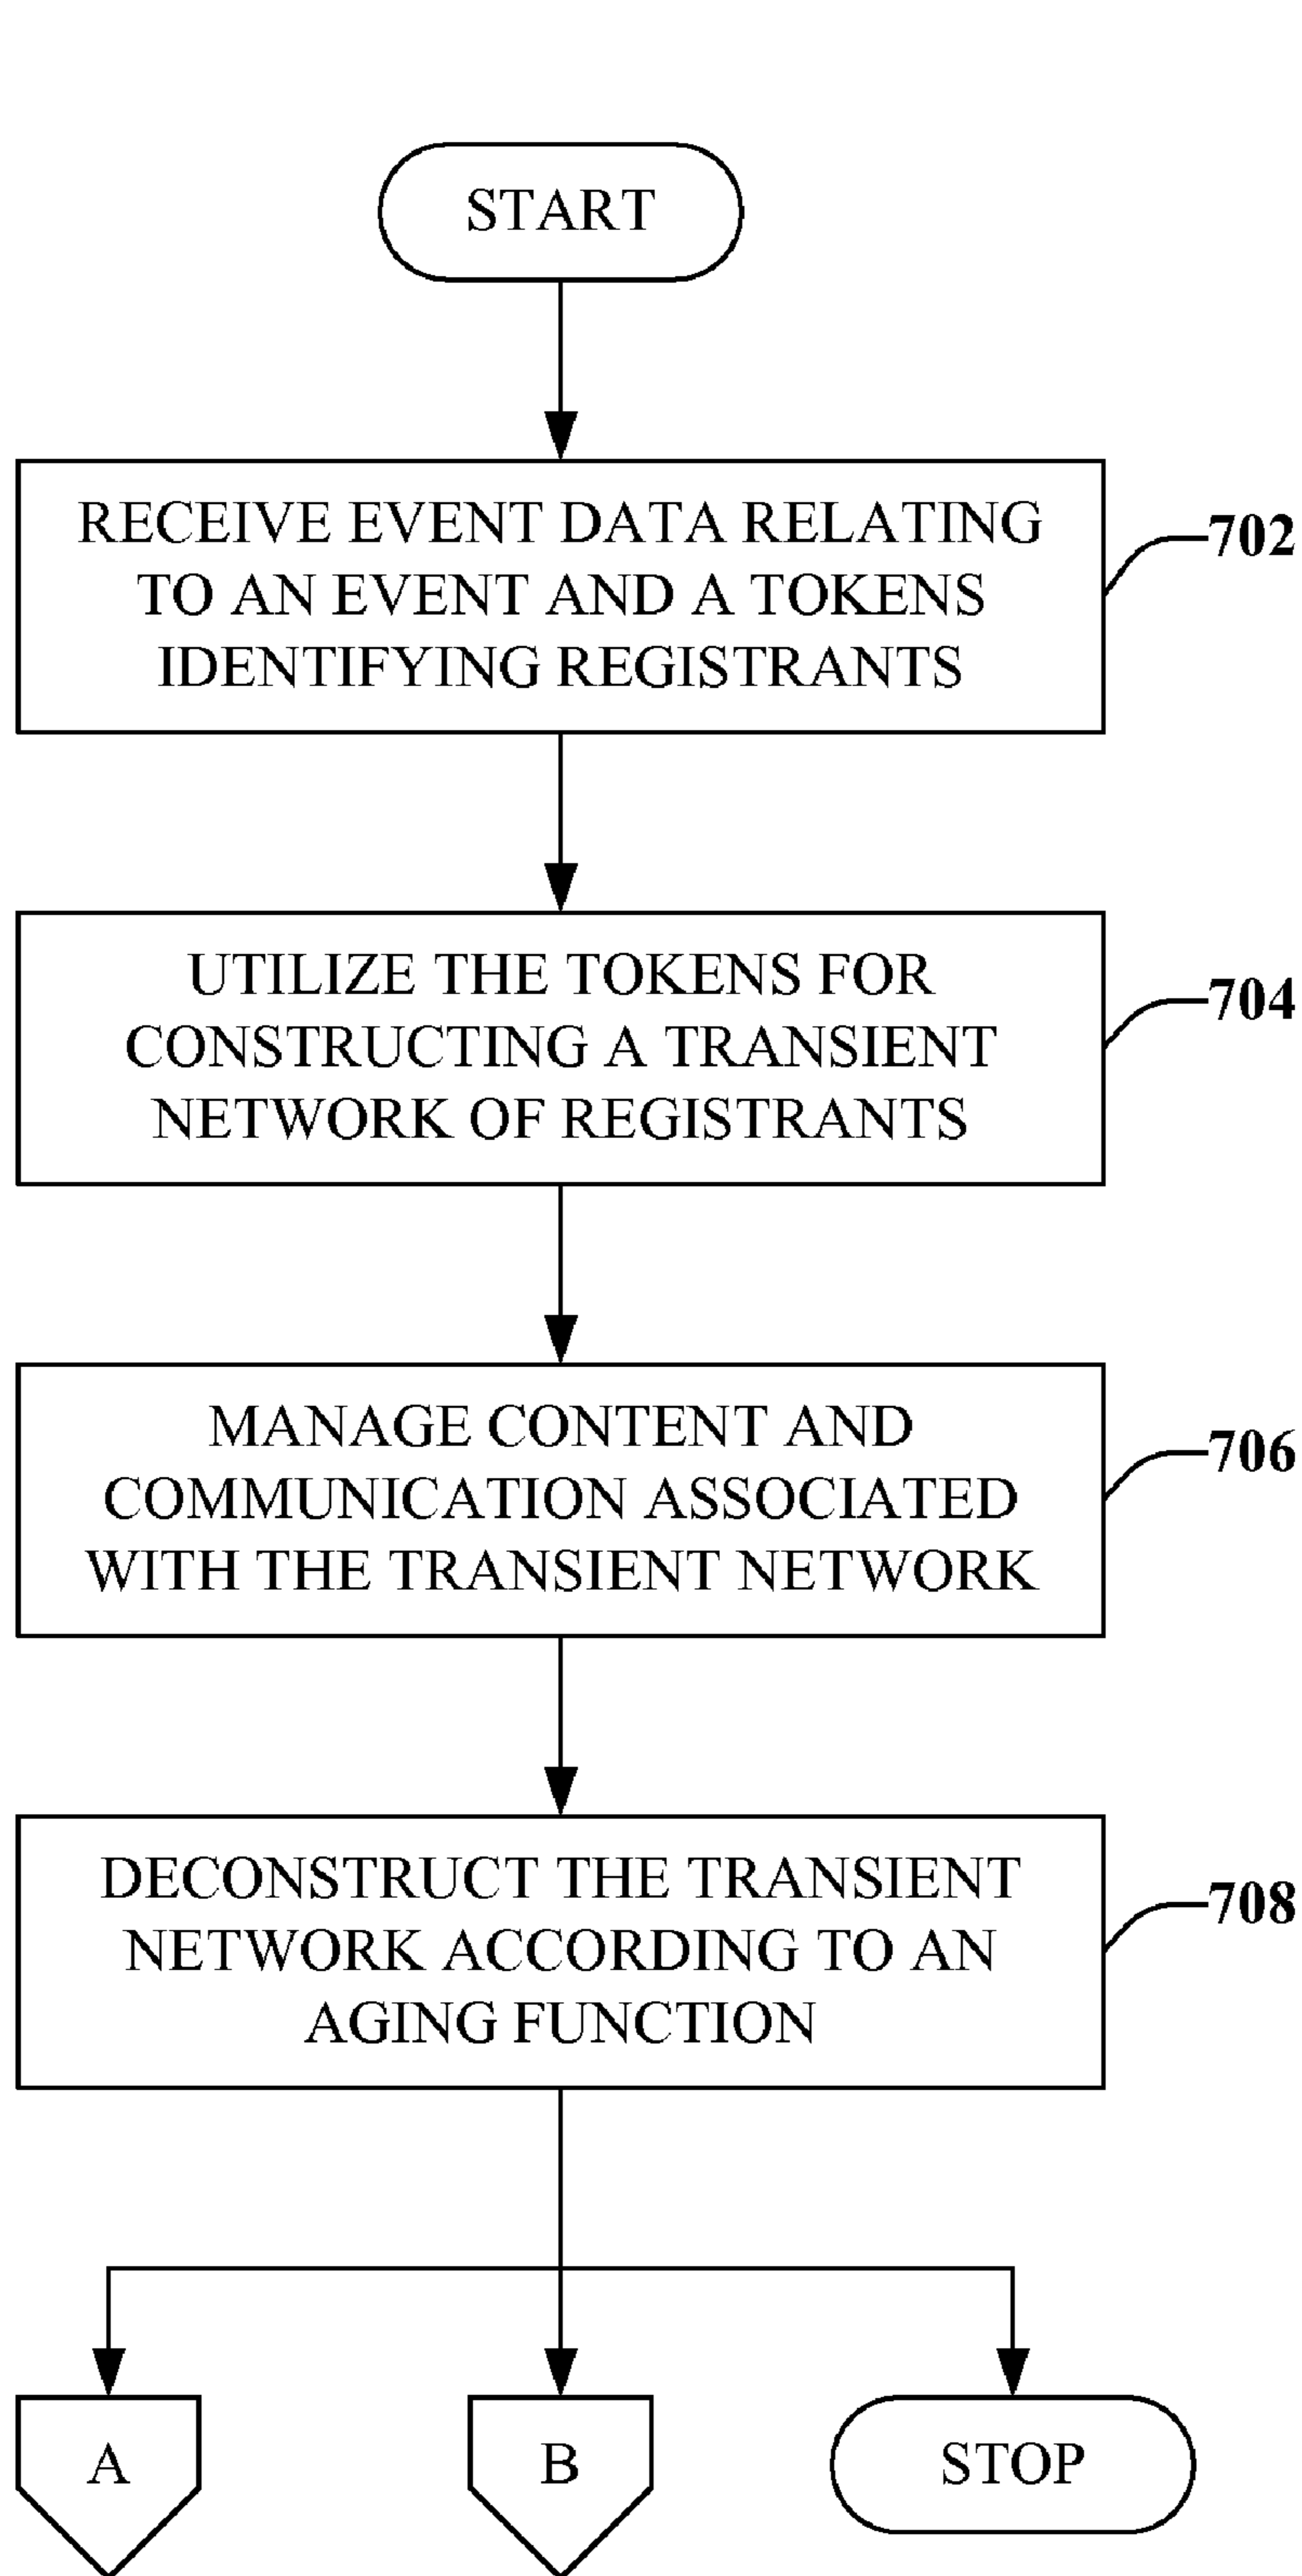 START
RECEIVE EVENT DATA RELATING
TO AN EVENT AND A TOKENS
IDENTIFYING REGISTRANTS
702
UTILIZE THE TOKENS FOR
CONSTRUCTING A TRANSIENT
NETWORK OF REGISTRANTS
704
MANAGE CONTENT AND
COMMUNICATION ASSOCIATED
WITH THE TRANSIENT NETWORK
706
DECONSTRUCT THE TRANSIENT
NETWORK ACCORDING TO AN
AGING FUNCTION
708
A
B
STOP